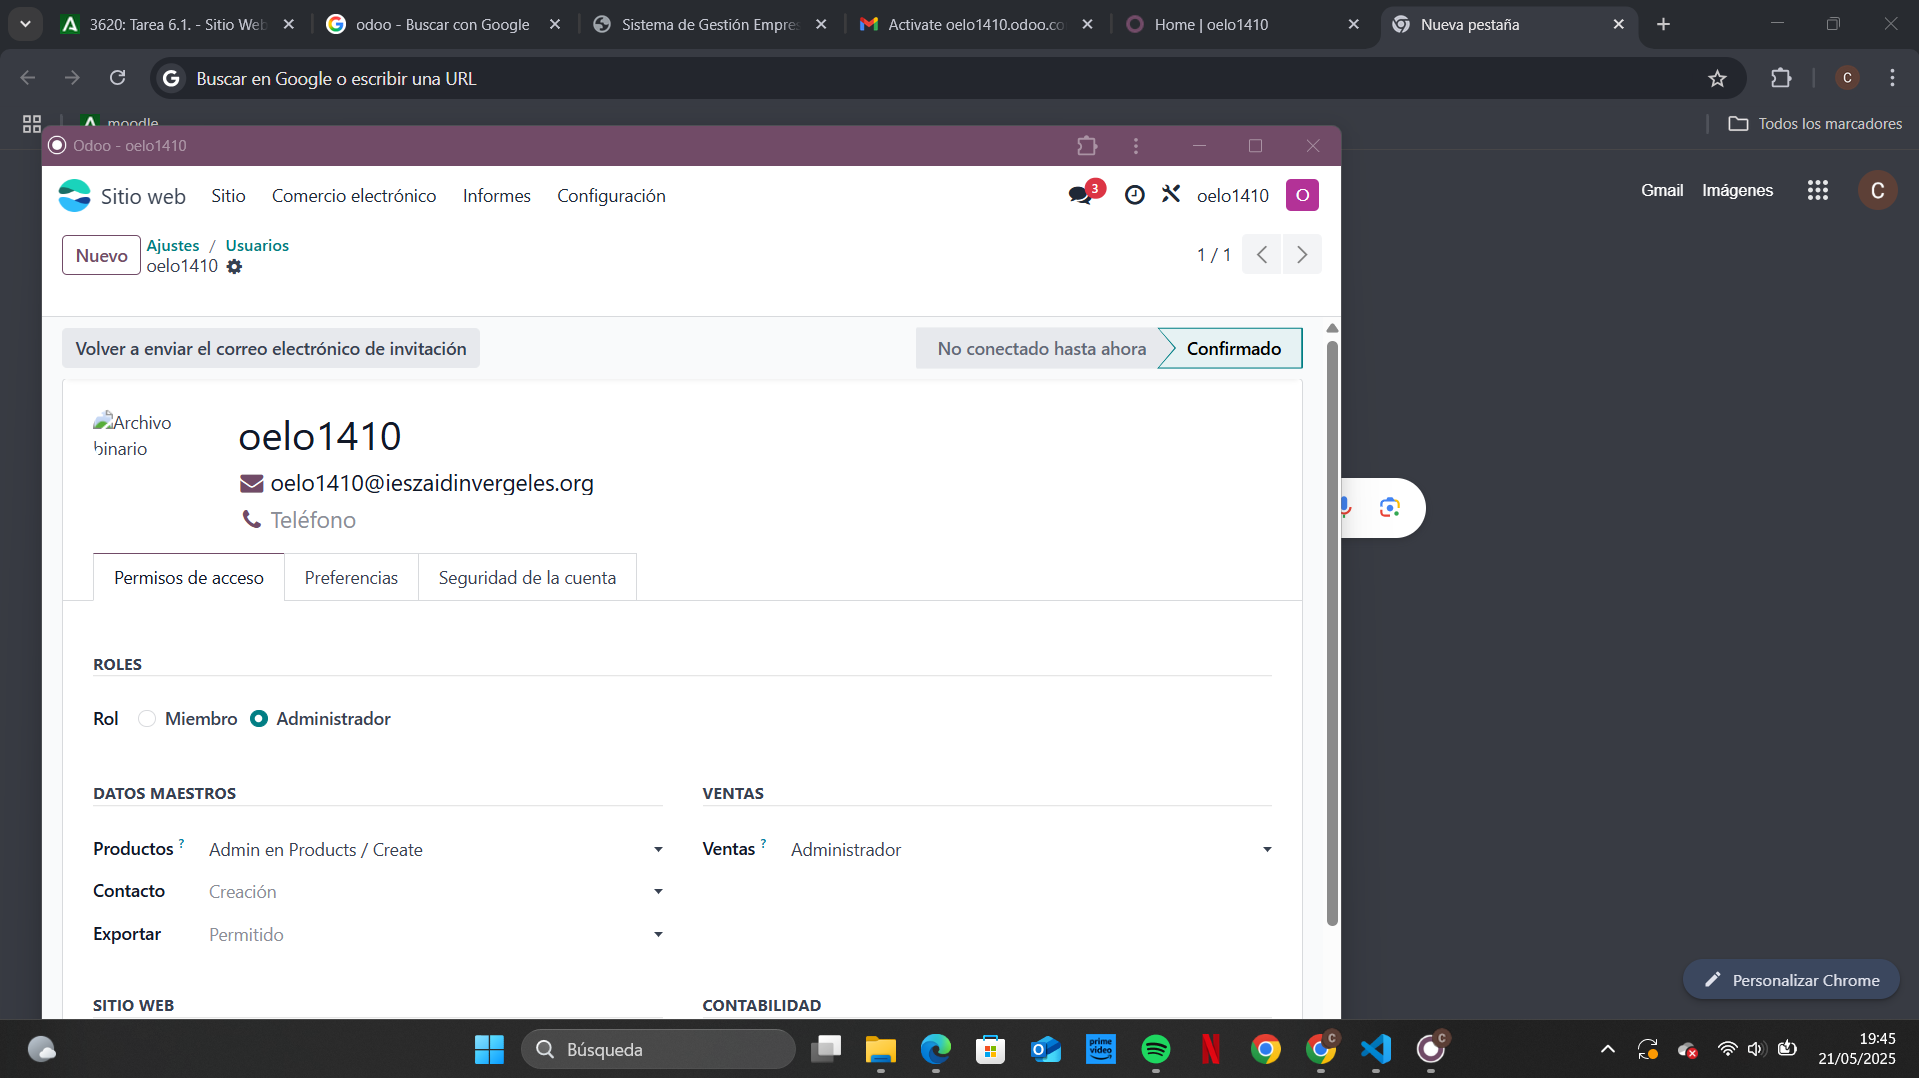 3620: Tarea 6.1. - Sitio Web
odoo - Buscar con Google
Sistema de Gestión Empres
Activate oelo1410.odoo.co
Home | oelo1410
Nueva pestaña
G Buscar en Google o escribir una URL
C
moodle
Todos los marcadores
Odoo - oelo1410
Gmail Imágenes
C
Sitio web Sitio Comercio electrónico Informes Configuración
3
oelo1410
O
Nuevo
Ajustes / Usuarios
oelo1410
1 / 1
Volver a enviar el correo electrónico de invitación
No conectado hasta ahora
Confirmado
Archivo
binario
oelo1410
oelo1410@ieszaidinvergeles.org
Teléfono
Permisos de acceso
Preferencias
Seguridad de la cuenta
ROLES
Rol Miembro Administrador
DATOS MAESTROS
VENTAS
Productos ? Admin en Products / Create
Ventas ? Administrador
Contacto Creación
Exportar Permitido
SITIO WEB
CONTABILIDAD
Personalizar Chrome
Búsqueda
prime video
19:45
21/05/2025